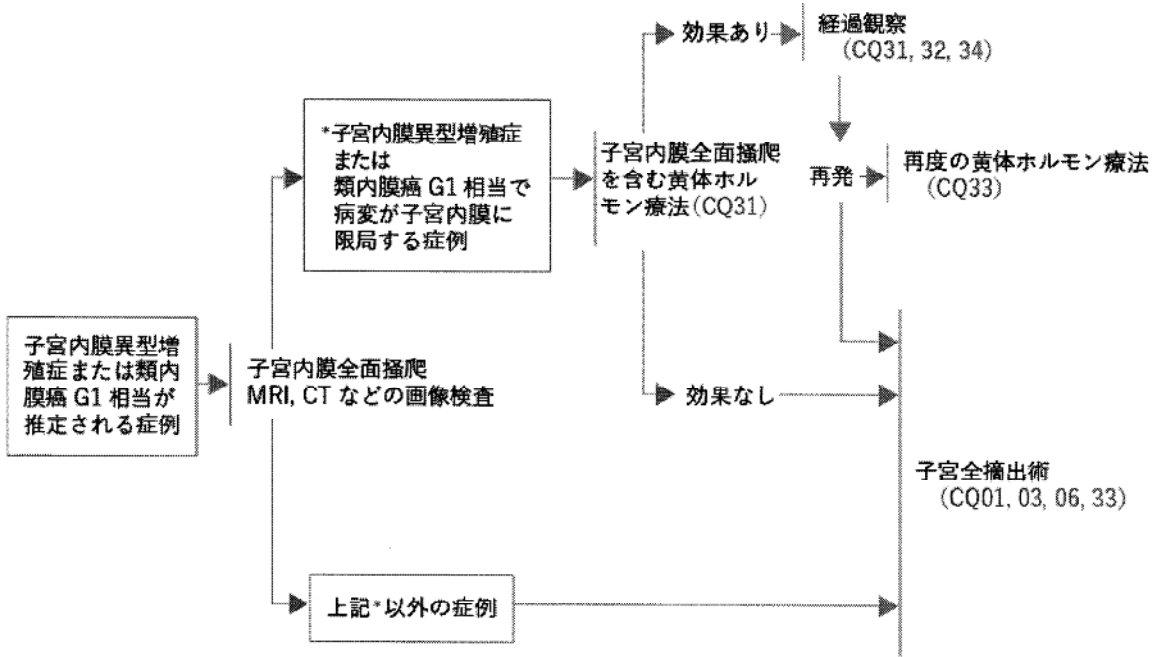 子宮内膜異型増
殖症または類内
膜癌 G1 相当が
推定される症例
子宮内膜全面掻爬
MRI, CT などの画像検査
*子宮内膜異型増殖症
または
類内膜癌 G1 相当で
病変が子宮内膜に
限局する症例
子宮内膜全面掻爬
を含む黄体ホル
モン療法(CQ31)
効果あり
経過観察
(CQ31, 32, 34)
再発
再度の黄体ホルモン療法
(CQ33)
効果なし
子宮全摘出術
(CQ01, 03, 06, 33)
上記*以外の症例